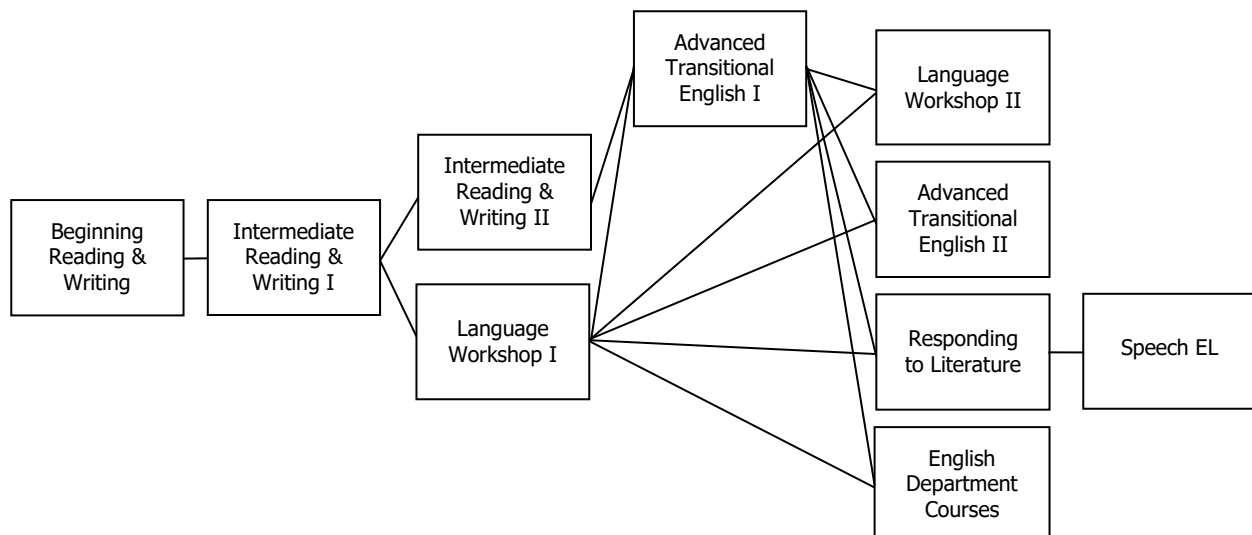 Beginning
Reading &
Writing
Intermediate
Reading &
Writing I
Intermediate
Reading &
Writing II
Language
Workshop I
Advanced
Transitional
English I
Language
Workshop II
Advanced
Transitional
English II
Responding
to Literature
English
Department
Courses
Speech EL